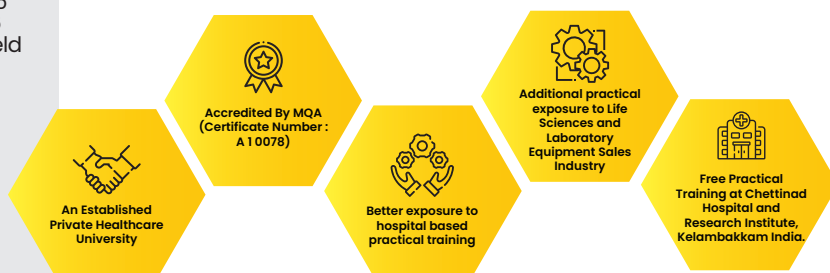 eld
An Established
Private Healthcare
University
Accredited By MQA
(Certificate Number :
A 1 0078)
Better exposure to
hospital based
practical training
Additional practical
exposure to Life
Sciences and
Laboratory
Equipment Sales
Industry
Free Practical
Training at Chettinad
Hospital and
Research Institute,
Kelambakkam India.